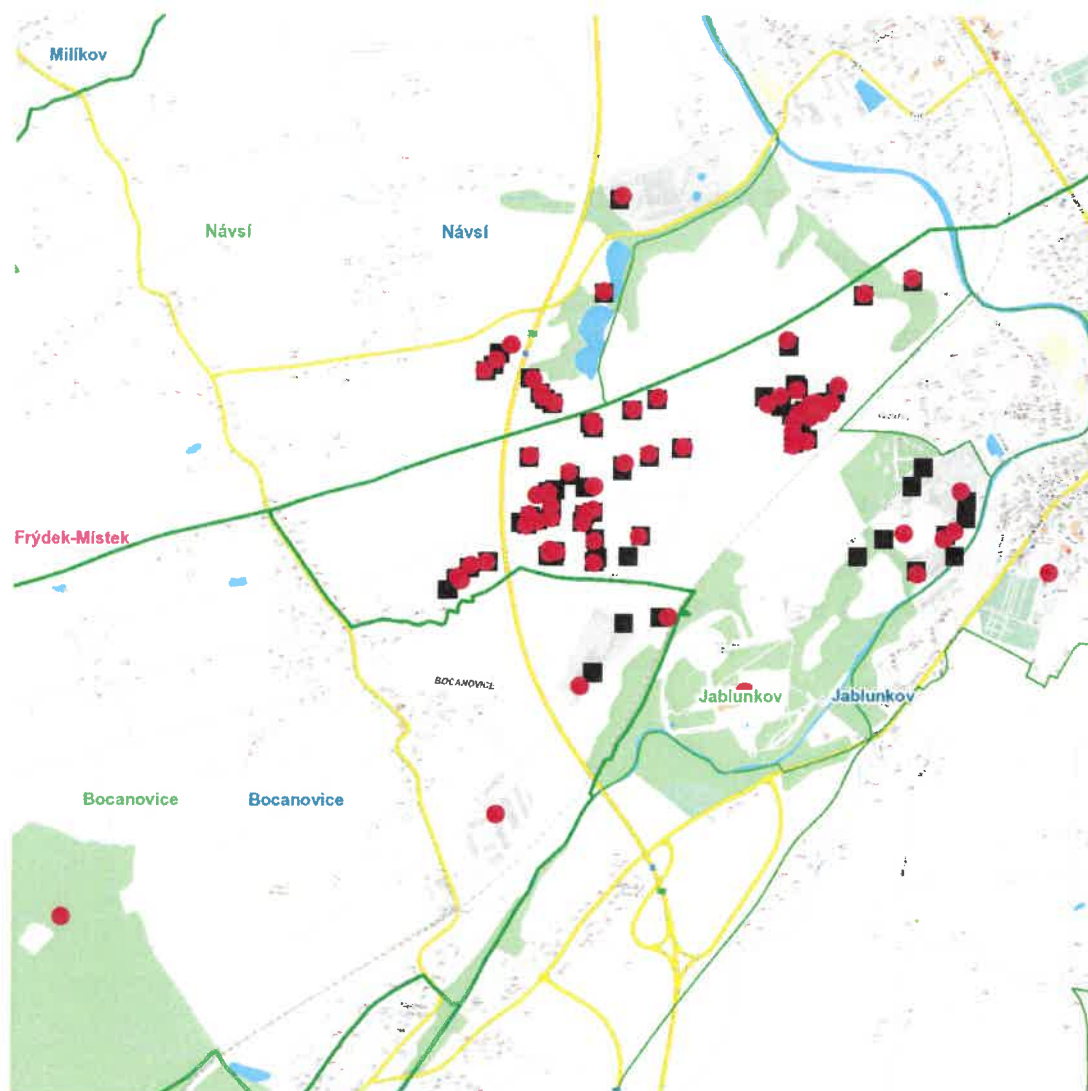 Milíkov
Návsí
Návsí
Frýdek-Místek
BOCANOVICE
Jablunkov
Jablunkov
Bocanovice
Bocanovice